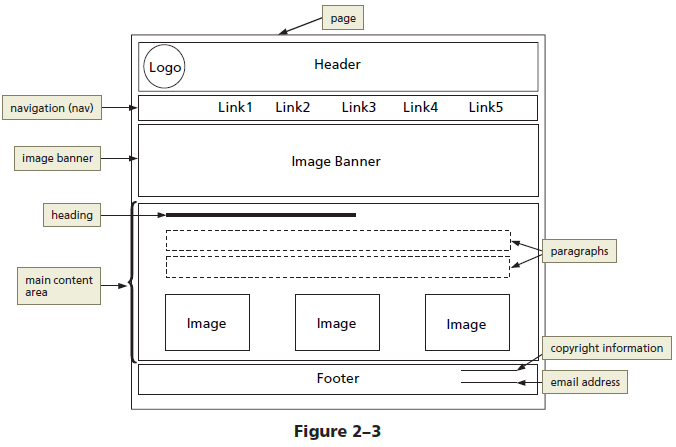 page
Logo
Header
navigation (nav)
Link1 Link2 Link3 Link4 Link5
image banner
Image Banner
heading
paragraphs
main content
area
Image Image Image
copyright information
Footer
email address
Figure 2–3